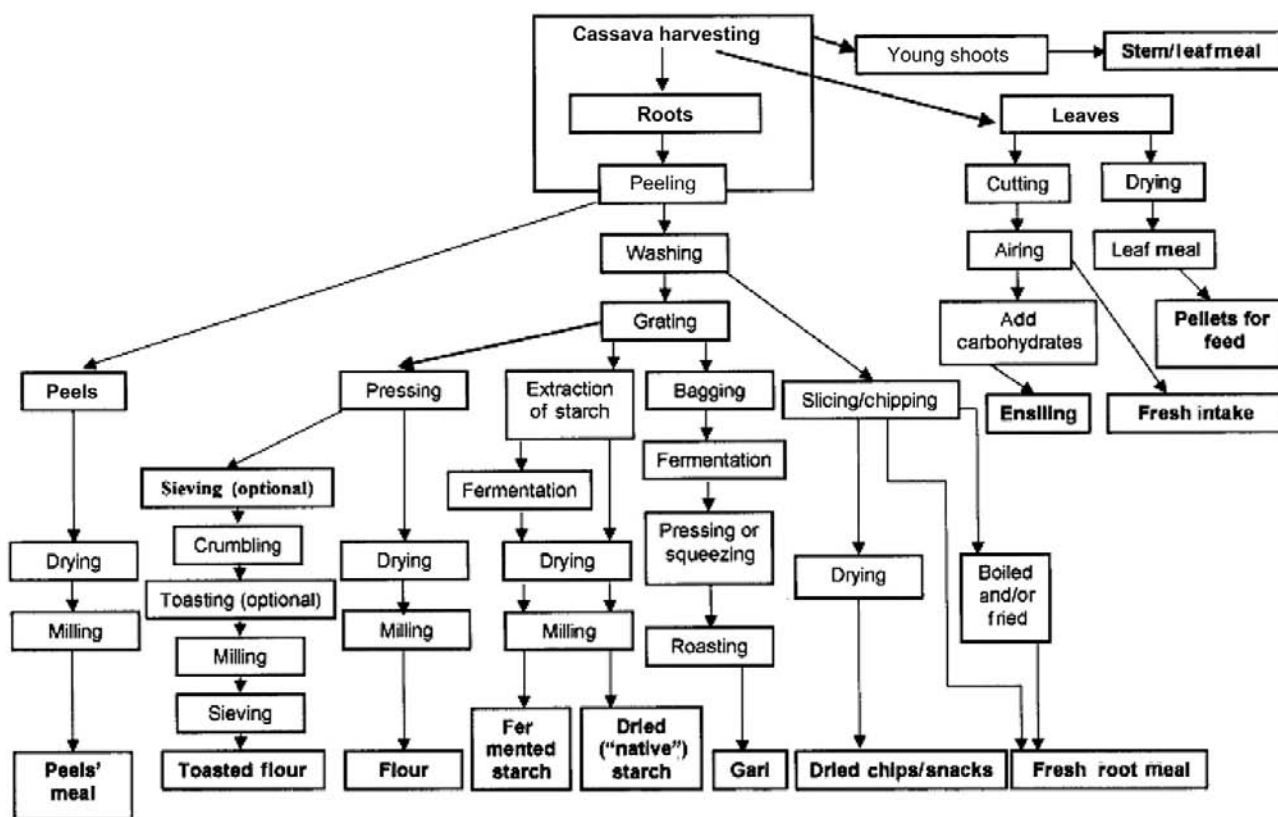 Cassava harvesting
Young shoots
Stem/leaf meal
Roots
Leaves
Peeling
Cutting
Drying
Washing
Airing
Leaf meal
Grating
Add
carbohydrates
Pellets for
feed
Peels
Pressing
Extraction
of starch
Bagging
Slicing/chipping
Ensiling
Fresh intake
Sieving (optional)
Fermentation
Fermentation
Crumbling
Pressing or
squeezing
Drying
Drying
Drying
Drying
Boiled
and/or
fried
Toasting (optional)
Milling
Milling
Milling
Roasting
Milling
Sieving
Fer
mented
starch
Dried
("native")
starch
Peels'
meal
Toasted flour
Flour
Gari
Dried chips/snacks
Fresh root meal